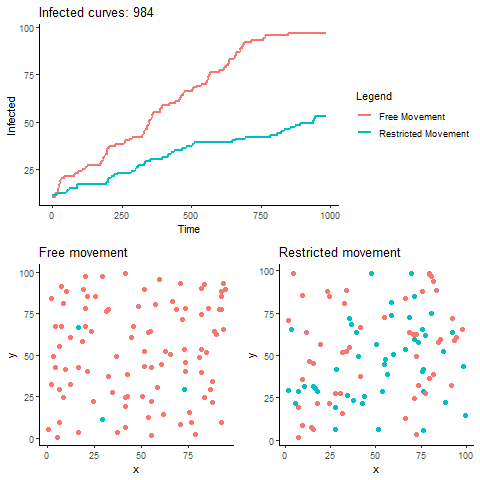 Infected curves: 984
100
75
50
25
Infected
0
250
500
750
1000
Time
Legend
Free Movement
Restricted Movement
Free movement
100
75
50
25
0
y
0
25
50
75
x
Restricted movement
100
75
50
25
0
y
0
25
50
75
100
x